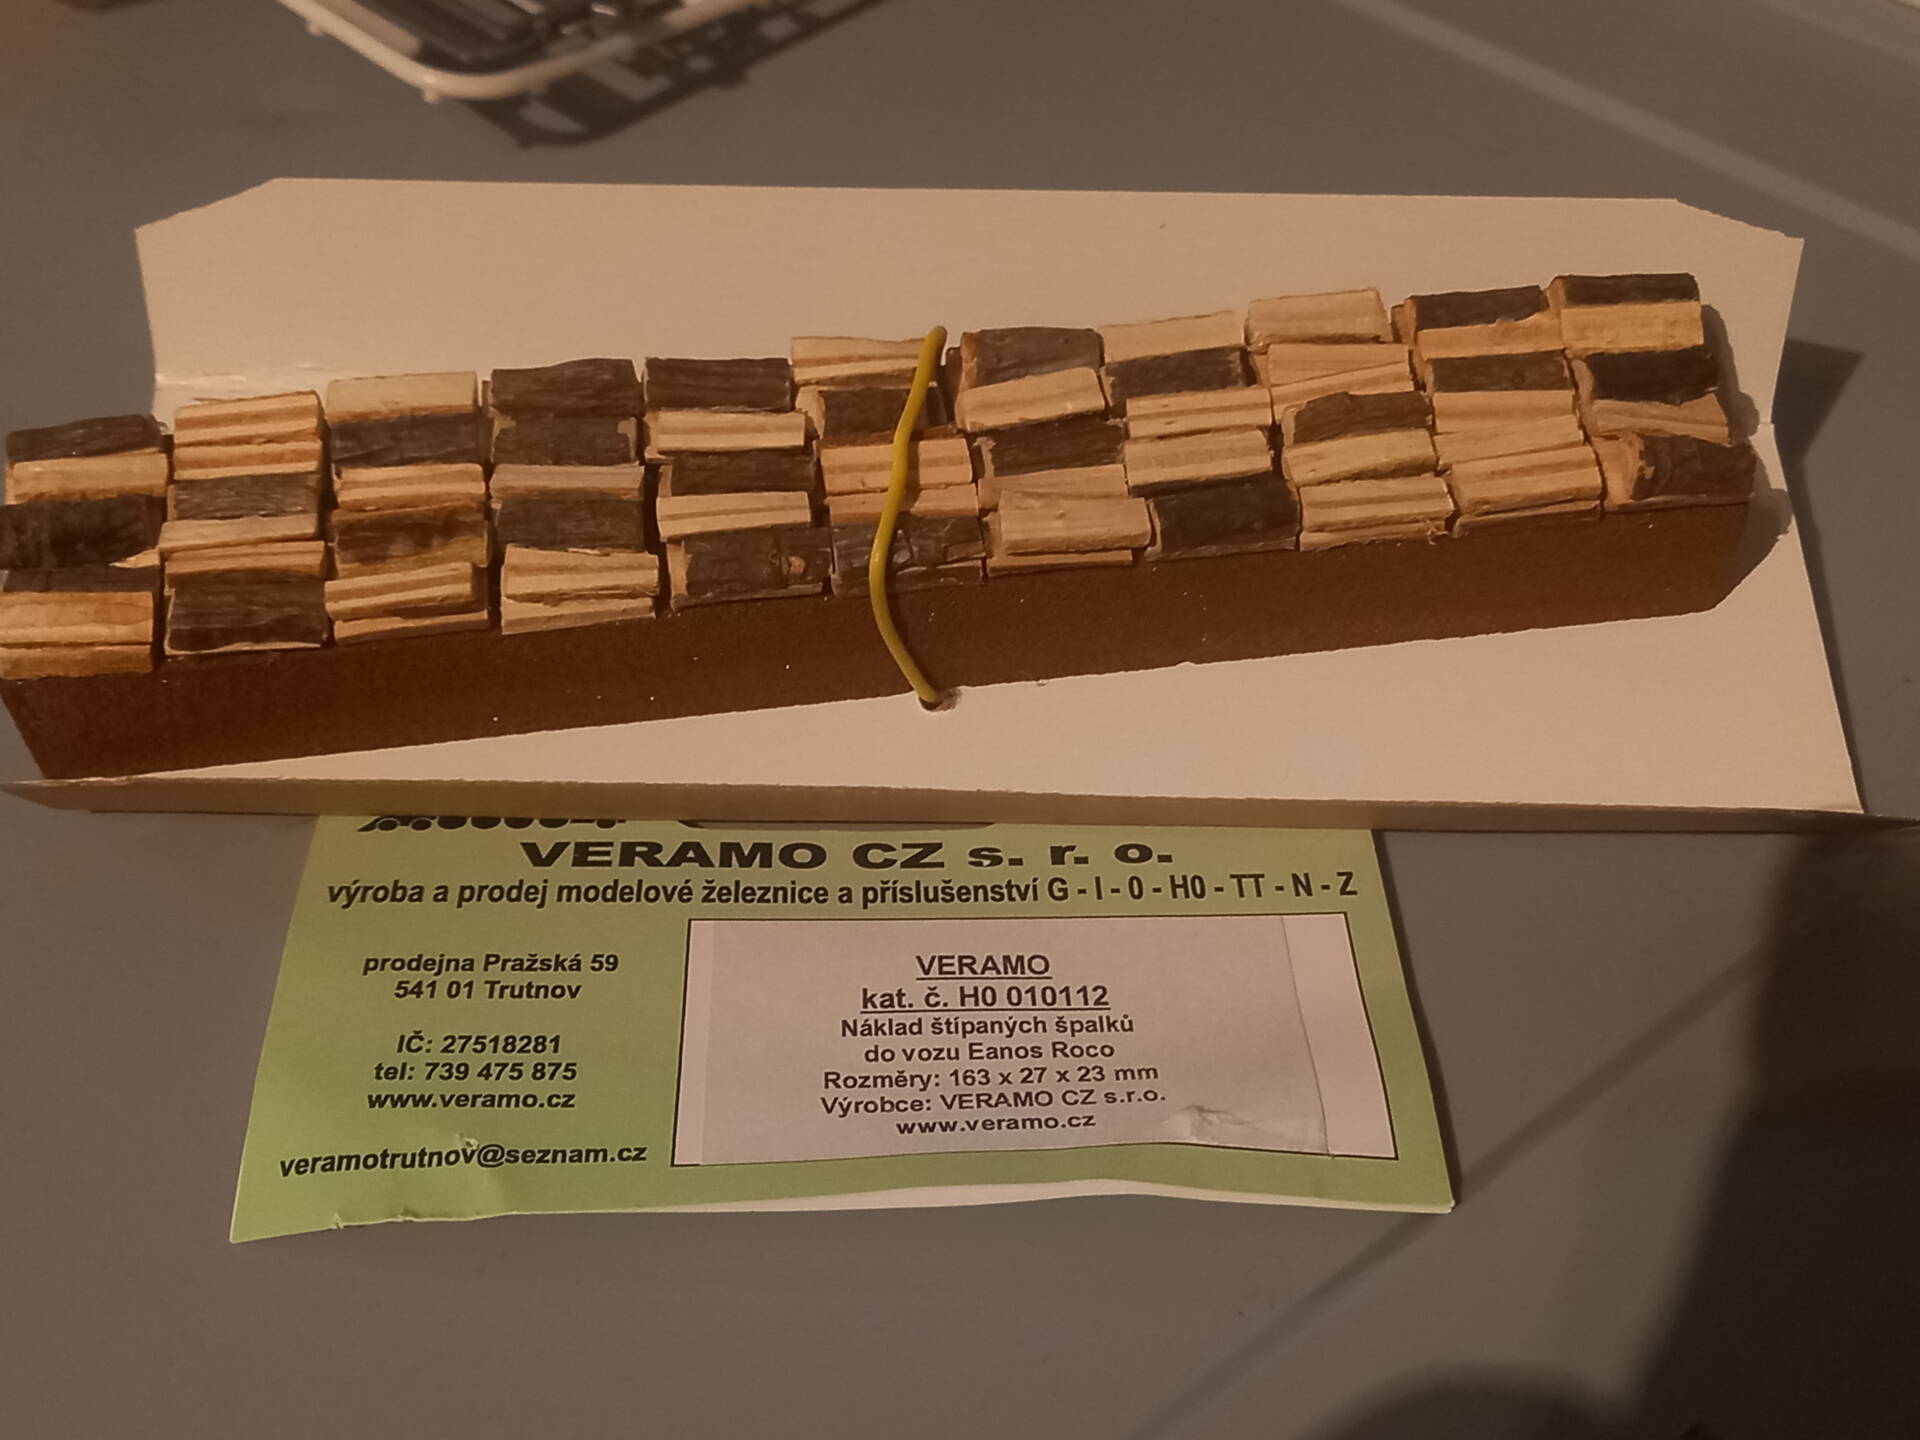 VERAMO CZ s. r. o.
výroba a prodej modelové železnice a příslušenství G - I - 0 - H0 - TT - N - Z
prodejna Pražská 59
541 01 Trutnov
IČ: 27518281
tel: 739 475 875
www.veramo.cz
veramotrutnov@seznam.cz
VERAMO
kat. č. H0 010112
Náklad štípaných špalků
do vozu Eanos Roco
Rozměry: 163 x 27 x 23 mm
Výrobce: VERAMO CZ s.r.o.
www.veramo.cz